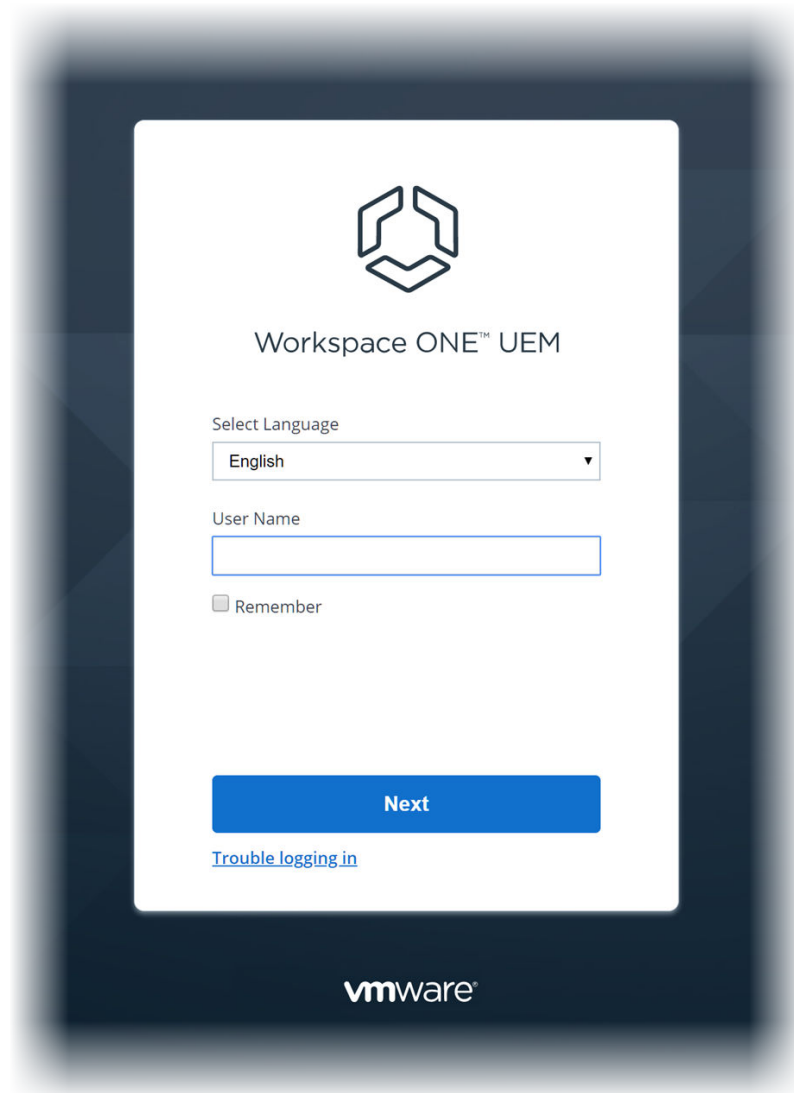 Workspace ONE™ UEM
Select Language
English
User Name
Remember
Next
Trouble logging in
vmware®